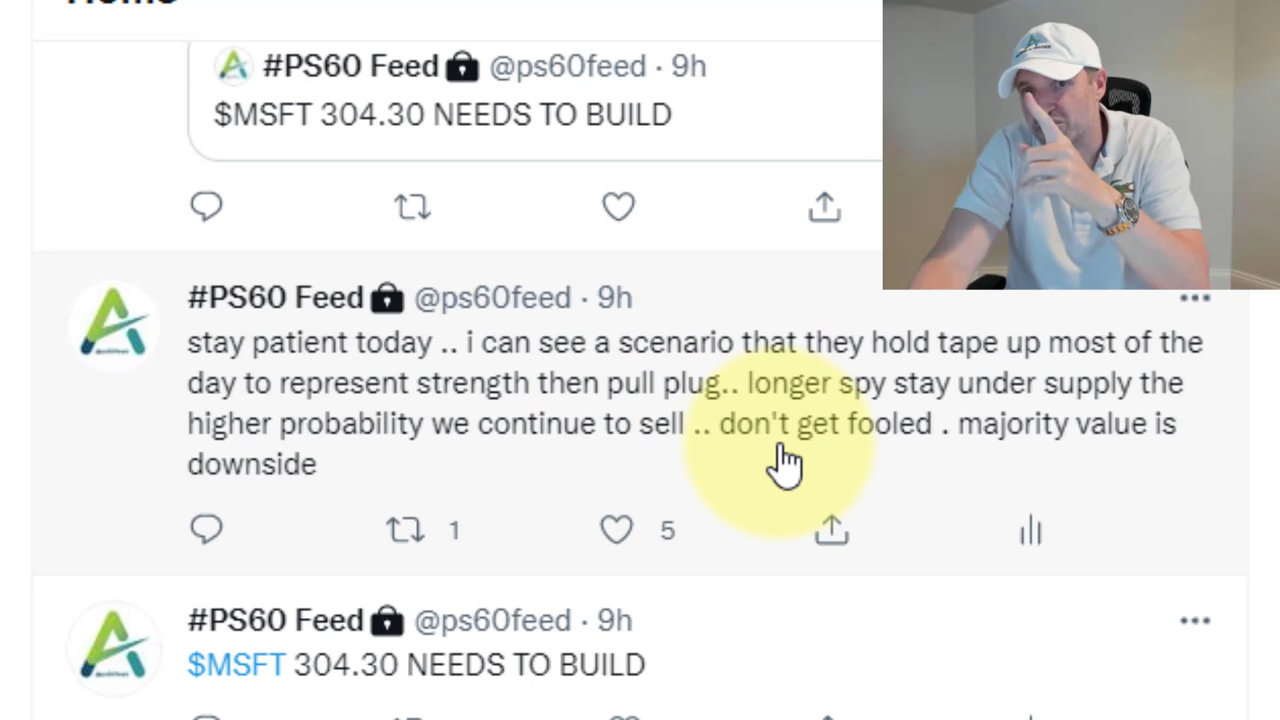 Home
#PS60 Feed @ps60feed · 9h
$MSFT 304.30 NEEDS TO BUILD
#PS60 Feed @ps60feed · 9h
stay patient today .. i can see a scenario that they hold tape up most of the
day to represent strength then pull plug.. longer spy stay under supply the
higher probability we continue to sell .. don't get fooled . majority value is
downside
1 5
#PS60 Feed @ps60feed · 9h
$MSFT 304.30 NEEDS TO BUILD